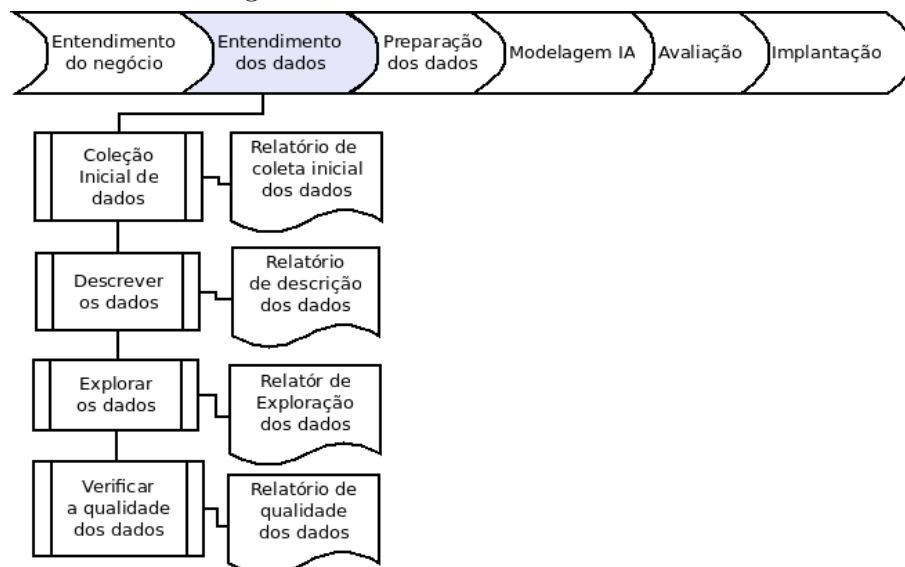 Entendimento
do negócio
Entendimento
dos dados
Preparação
dos dados
Modelagem IA
Avaliação
Implantação
Coleção
Inicial de
dados
Relatório de
coleta inicial
dos dados
Descrever
os dados
Relatório
de descrição
dos dados
Explorar
os dados
Relatór de
Exploração
dos dados
Verificar
a qualidade
dos dados
Relatório de
qualidade
dos dados